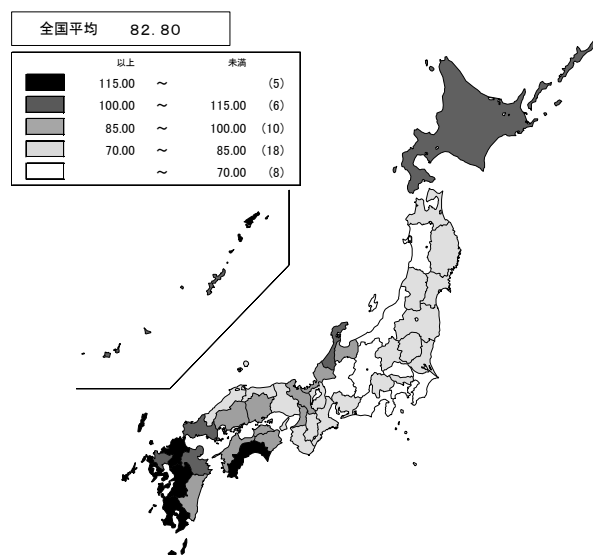 全国平均 82.80
以上 未満
115.00 ～ (5)
100.00 ～ 115.00 (6)
85.00 ～ 100.00 (10)
70.00 ～ 85.00 (18)
～ 70.00 (8)